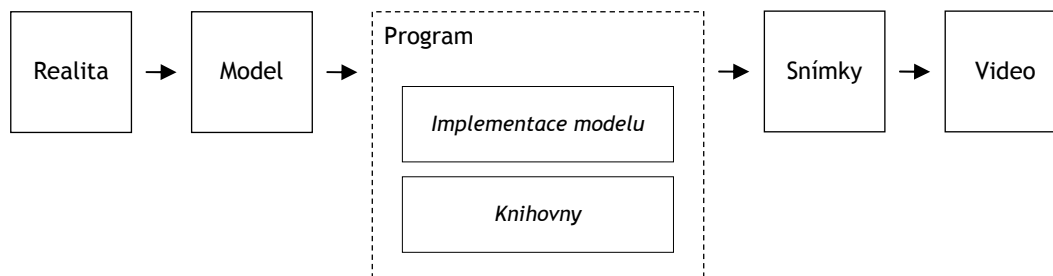 Realita
Model
Program
Implementace modelu
Knihovny
Snímky
Video